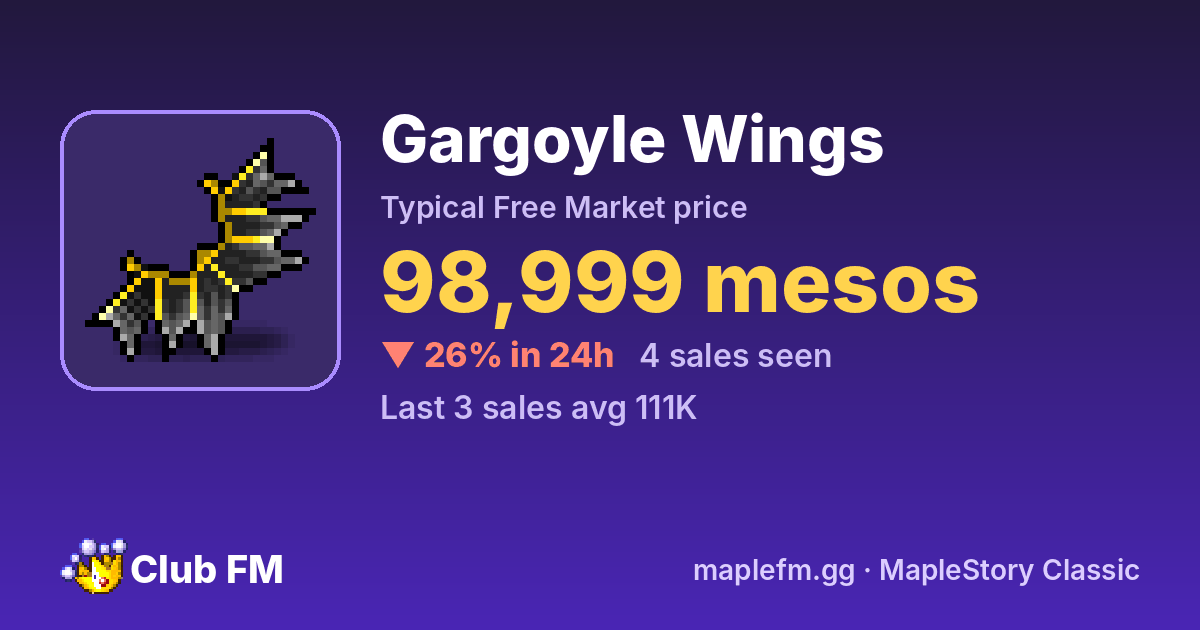 Gargoyle Wings
Typical Free Market price
98,999 mesos
▼ 26% in 24h 4 sales seen
Last 3 sales avg 111K
Club FM
maplefm.gg · MapleStory Classic